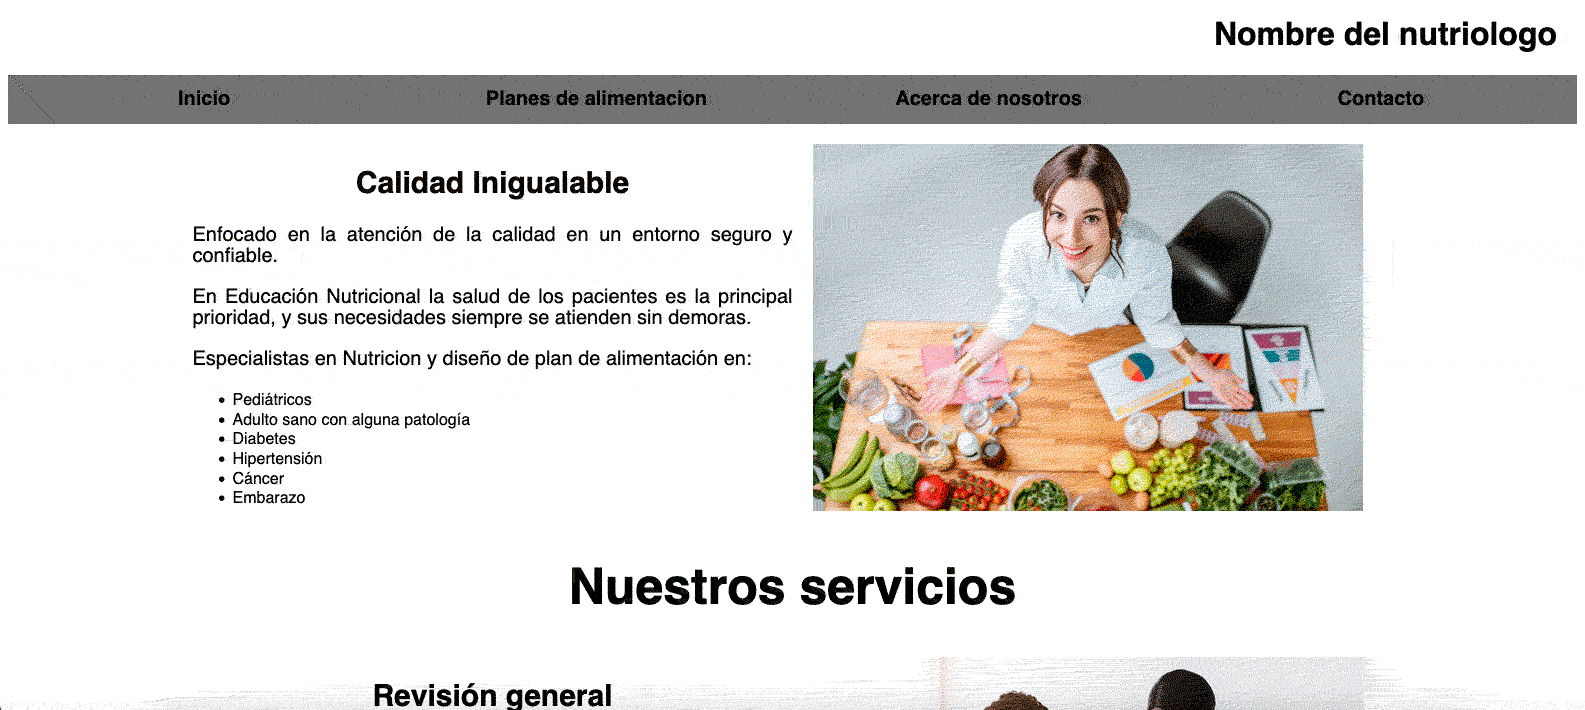 Nombre del nutriologo
Inicio
Planes de alimentacion
Acerca de nosotros
Contacto
Calidad Inigualable
Enfocado en la atención de la calidad en un entorno seguro y
confiable.
En Educación Nutricional la salud de los pacientes es la principal
prioridad, y sus necesidades siempre se atienden sin demoras.
Especialistas en Nutricion y diseño de plan de alimentación en:
• Pediátricos
• Adulto sano con alguna patología
• Diabetes
• Hipertensión
• Cáncer
• Embarazo
Nuestros servicios
Revisión general